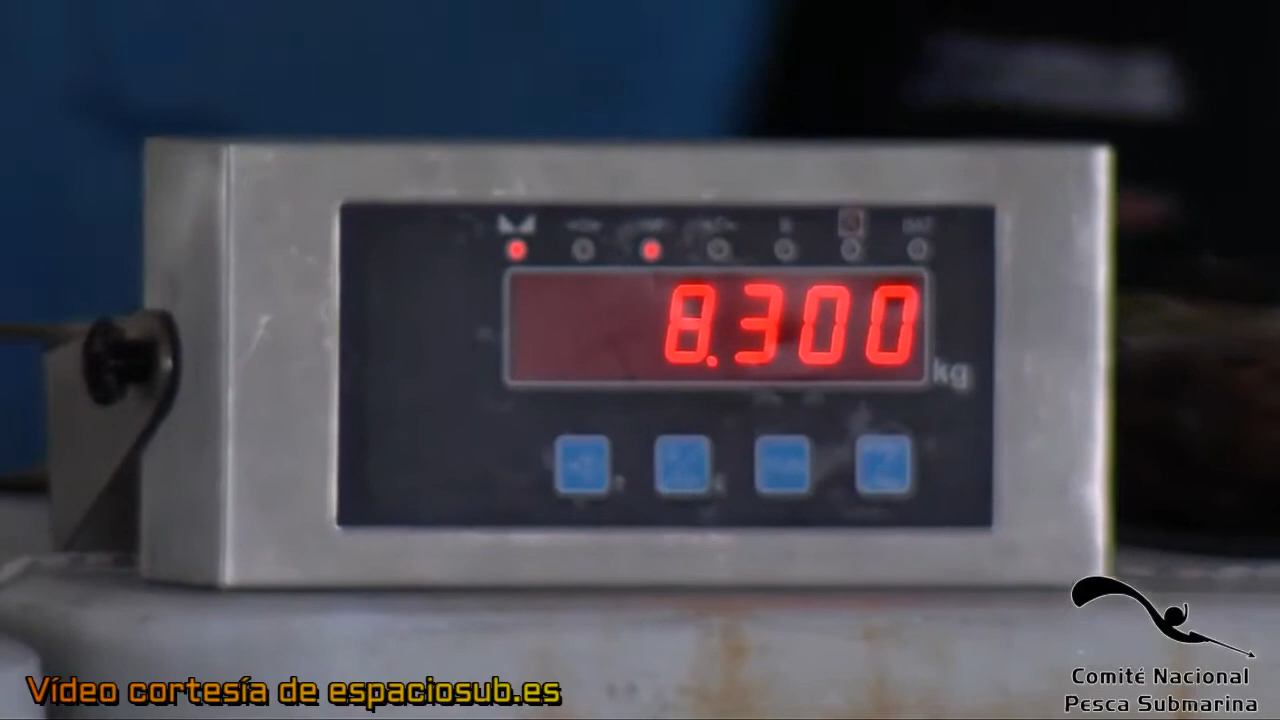 8.300
kg
Vídeo cortesía de espaciosub.es
Comité Nacional
Pesca Submarina